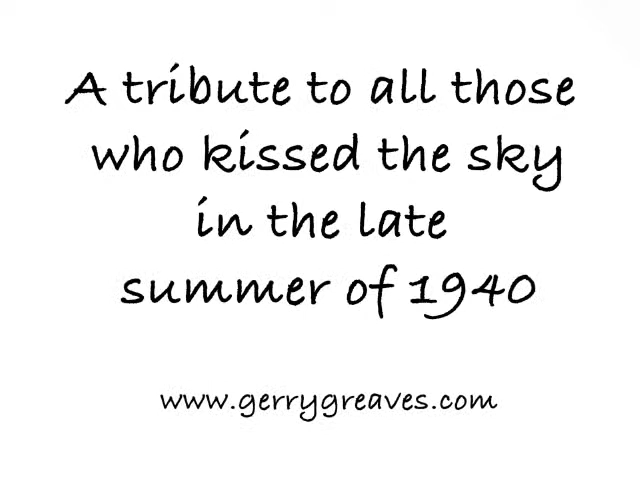 A tribute to all those
who kissed the sky
in the late
summer of 1940
www.gerrygreaves.com